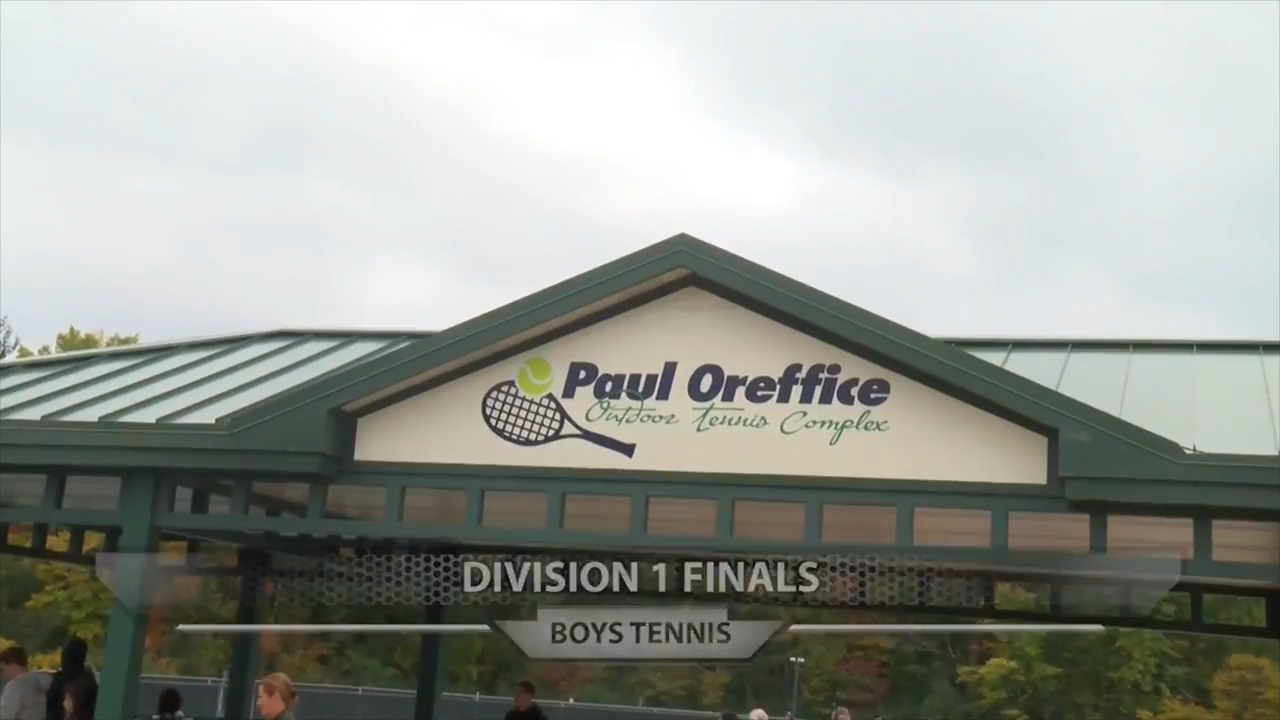 Paul Oreffice
Outdoor Tennis Complex
DIVISION 1 FINALS
BOYS TENNIS